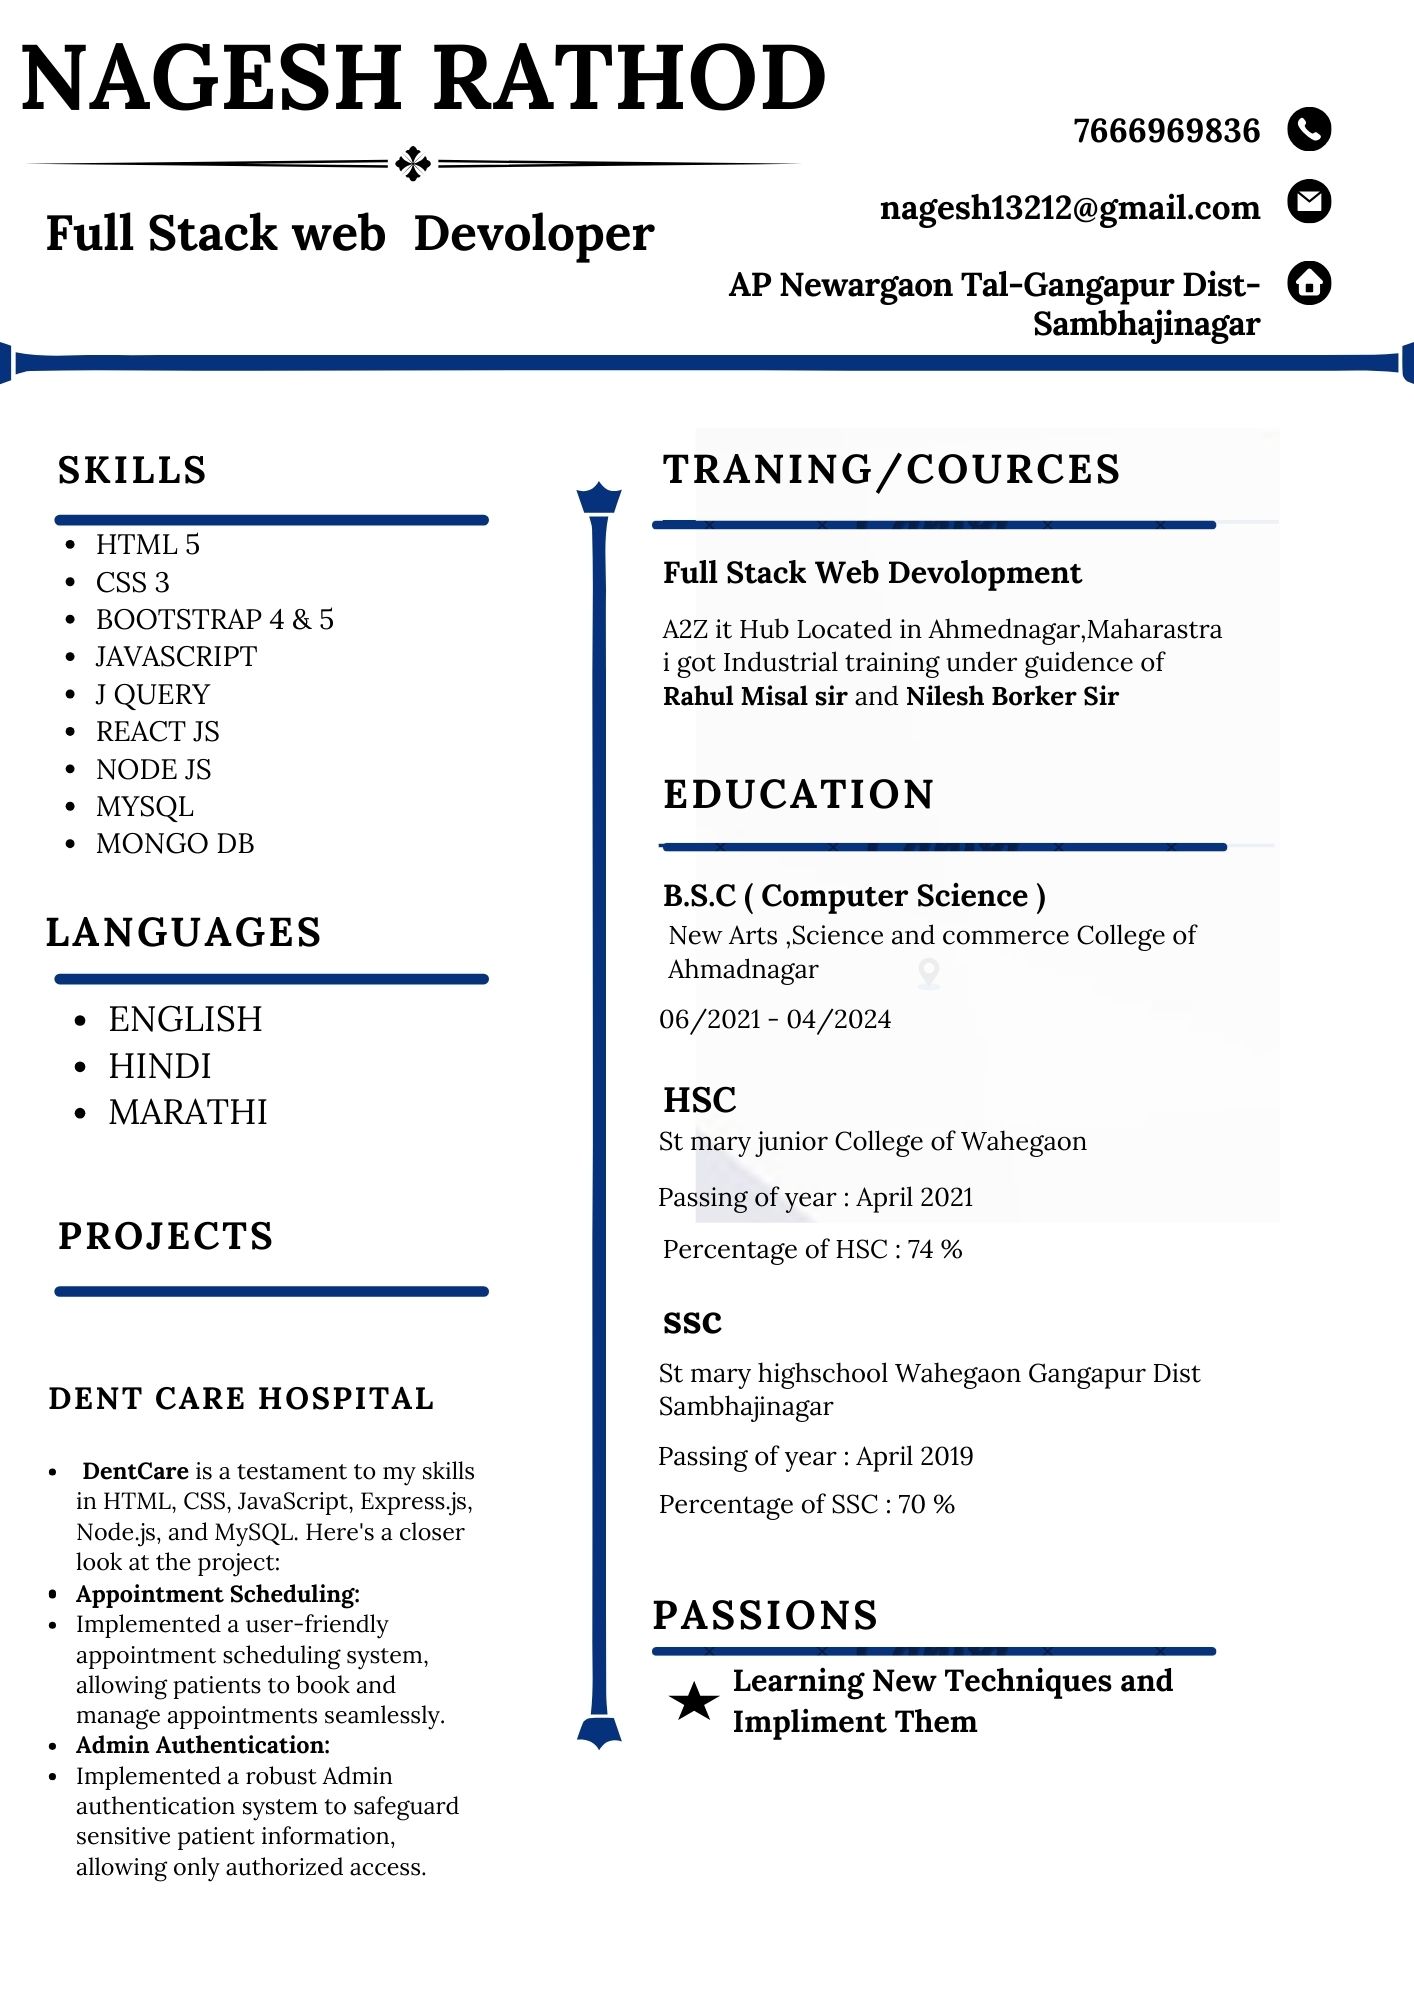 NAGESH RATHOD
Full Stack web  Devoloper
7666969836
nagesh13212@gmail.com
AP Newargaon Tal-Gangapur Dist-
Sambhajinagar
SKILLS
• HTML 5
• CSS 3
• BOOTSTRAP 4 & 5
• JAVASCRIPT
• J QUERY
• REACT JS
• NODE JS
• MYSQL
• MONGO DB
LANGUAGES
• ENGLISH
• HINDI
• MARATHI
PROJECTS
DENT CARE HOSPITAL
• DentCare is a testament to my skills
in HTML, CSS, JavaScript, Express.js,
Node.js, and MySQL. Here's a closer
look at the project:
• Appointment Scheduling:
• Implemented a user-friendly
appointment scheduling system,
allowing patients to book and
manage appointments seamlessly.
• Admin Authentication:
• Implemented a robust Admin
authentication system to safeguard
sensitive patient information,
allowing only authorized access.
TRANING/COURCES
Full Stack Web Devolopment
A2Z it Hub Located in Ahmednagar,Maharastra
i got Industrial training under guidence of
Rahul Misal sir and Nilesh Borker Sir
EDUCATION
B.S.C ( Computer Science )
New Arts ,Science and commerce College of
Ahmadnagar
06/2021 - 04/2024
HSC
St mary junior College of Wahegaon
Passing of year : April 2021
Percentage of HSC : 74 %
ssc
St mary highschool Wahegaon Gangapur Dist
Sambhajinagar
Passing of year : April 2019
Percentage of SSC : 70 %
PASSIONS
Learning New Techniques and
Impliment Them